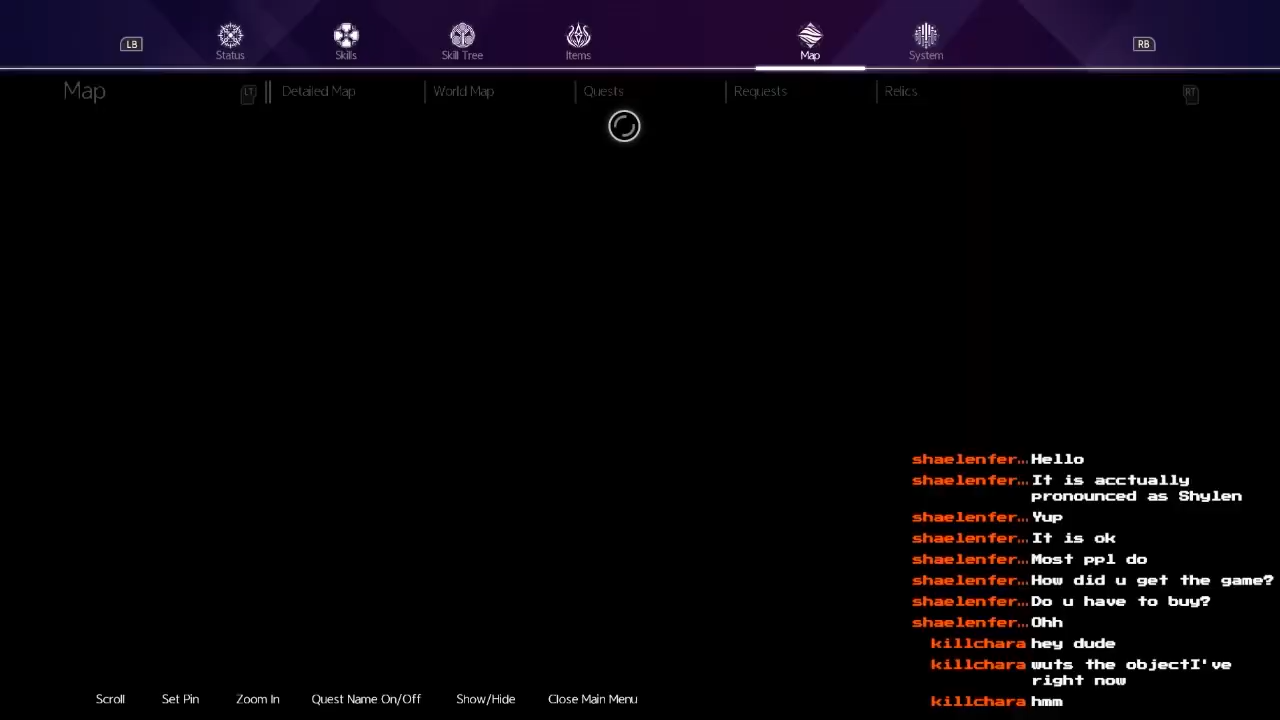 LB Status Skills Skill Tree Items Map System RB
Map LT Detailed Map World Map Quests Requests Relics RT
shaelenfer... Hello
shaelenfer... It is acctually
pronounced as Shylen
shaelenfer... Yup
shaelenfer... It is ok
shaelenfer... Most ppl do
shaelenfer... How did u get the game?
shaelenfer... Do u have to buy?
shaelenfer... Ohh
killchara hey dude
killchara wuts the objectI've
right now
killchara hmm
Scroll Set Pin Zoom In Quest Name On/Off Show/Hide Close Main Menu